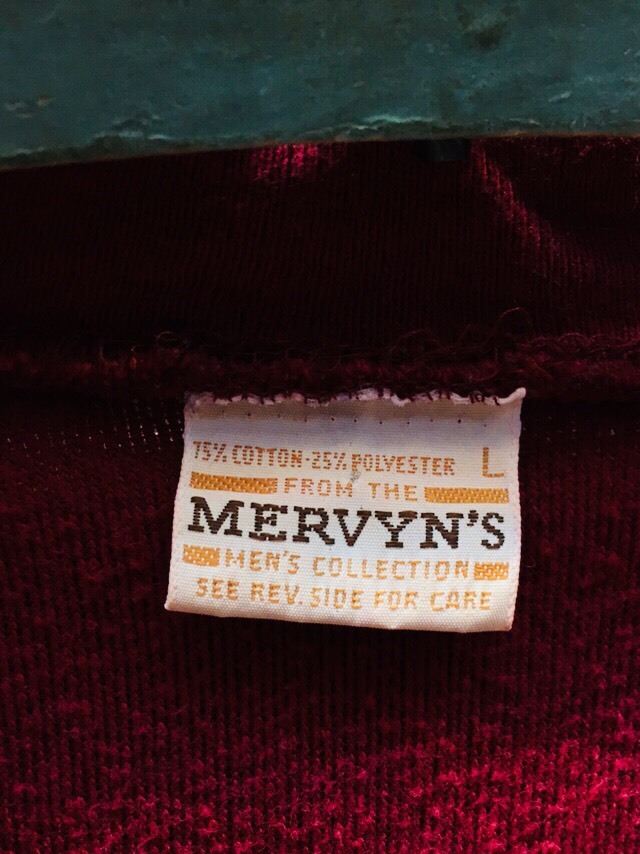 75% COTTON-25% POLYESTER L
FROM THE
MERVYN'S
MEN'S COLLECTION
SEE REV. SIDE FOR CARE